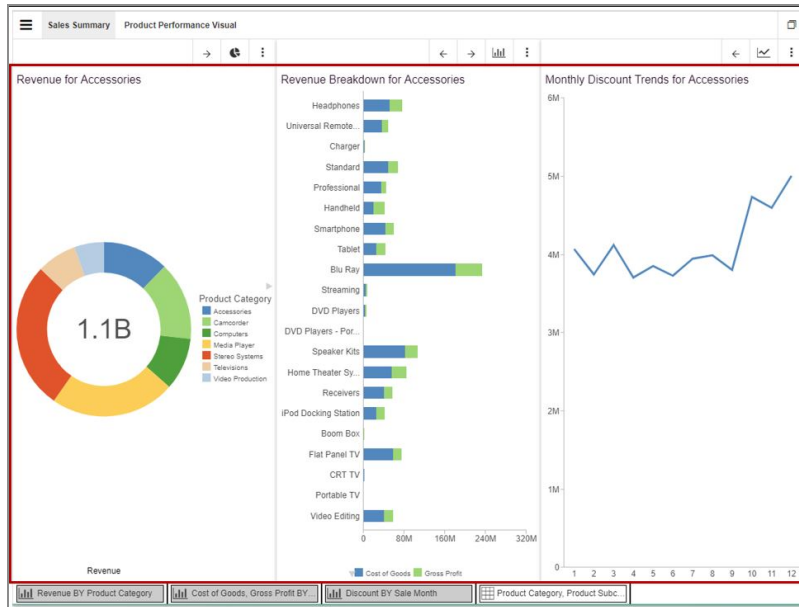 Sales Summary Product Performance Visual
Revenue for Accessories
1.1B
Product Category
Accessories
Camcorder
Computers
Media Player
Stereo Systems
Televisions
Video Production
Revenue
Revenue Breakdown for Accessories
Headphones
Universal Remote...
Charger
Standard
Professional
Handheld
Smartphone
Tablet
Blu Ray
Streaming
DVD Players
DVD Players - Por...
Speaker Kits
Home Theater Sy...
Receivers
iPod Docking Station
Boom Box
Flat Panel TV
CRT TV
Portable TV
Video Editing
0 80M 160M 240M 320M
Cost of Goods Gross Profit
Monthly Discount Trends for Accessories
6M
5M
4M
3M
2M
1M
0
1 2 3 4 5 6 7 8 9 10 11 12
Revenue BY Product Category Cost of Goods, Gross Profit BY... Discount BY Sale Month Product Category, Product Subc...